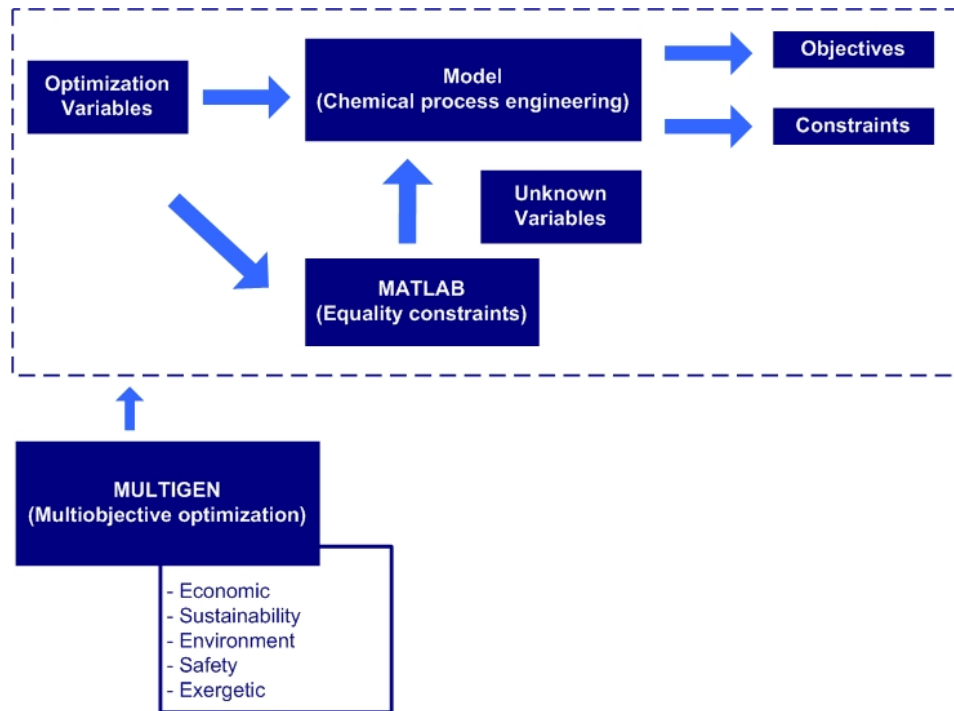 Optimization
Variables
Model
(Chemical process engineering)
Objectives
Constraints
Unknown
Variables
MATLAB
(Equality constraints)
MULTIGEN
(Multiobjective optimization)
- Economic
- Sustainability
- Environment
- Safety
- Exergetic